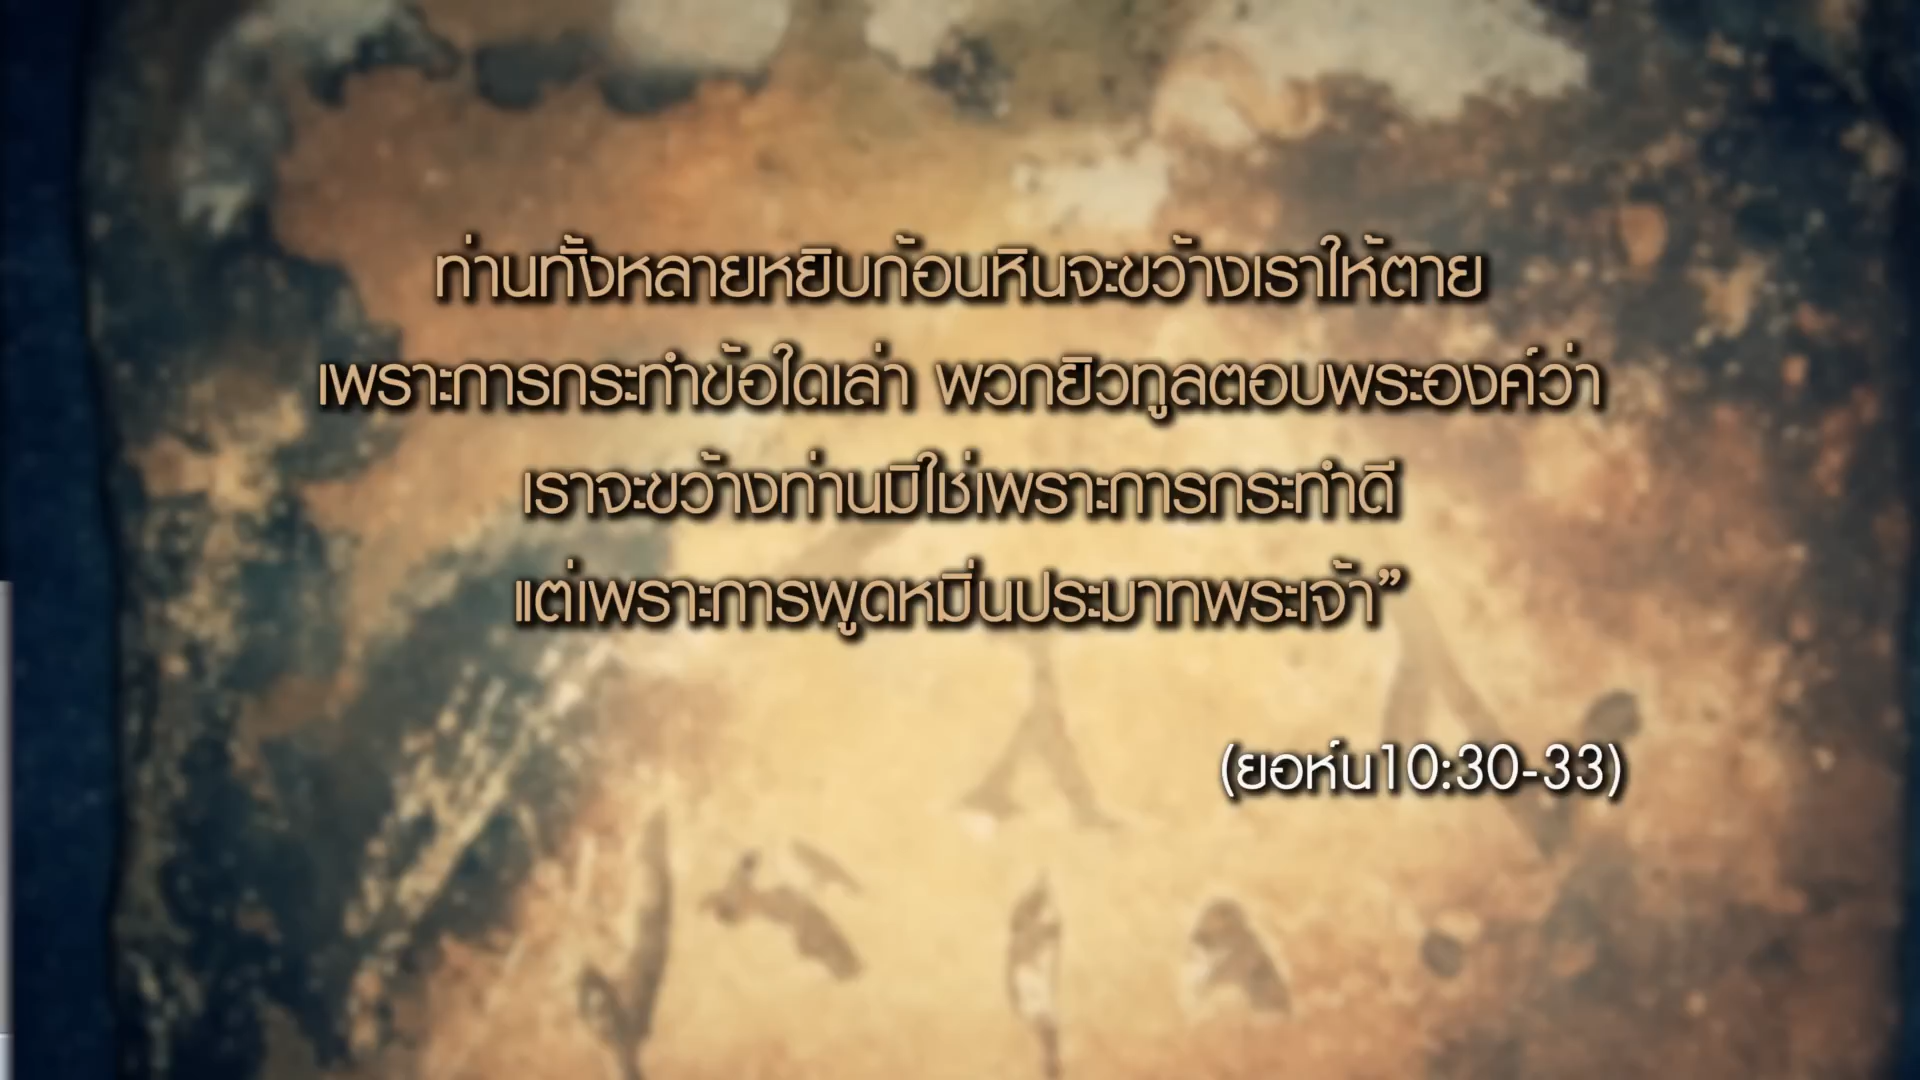 ท่านทั้งหลายหยิบก้อนหินจะขว้างเราให้ตาย
เพราะการกระทำข้อใดเล่า พวกยิวทูลตอบพระองค์ว่า
เราจะขว้างท่านมิใช่เพราะการกระทำดี
แต่เพราะการพูดหมิ่นประมาทพระเจ้า”
(ยอห์น10:30-33)